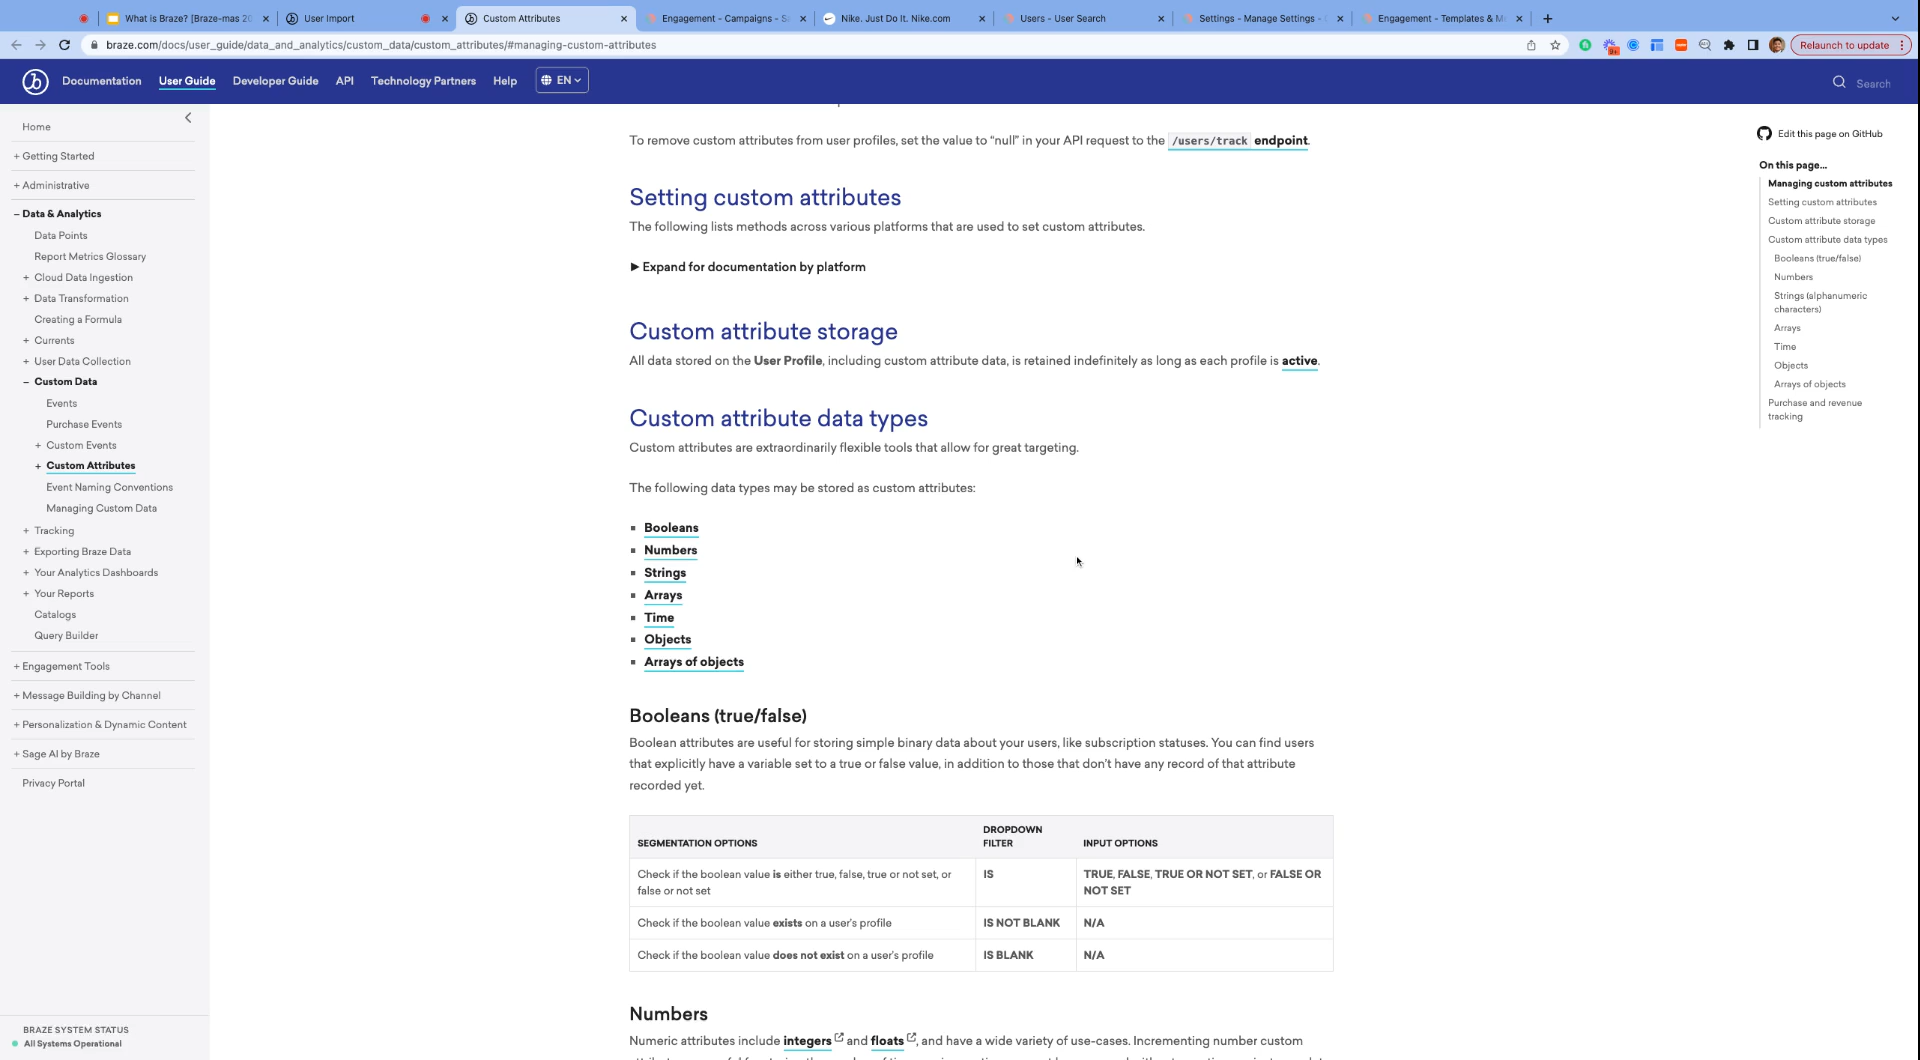 What is Braze? [Braze-mas 20
User Import
Custom Attributes
Engagement - Campaigns - S
Nike. Just Do It. Nike.com
Users - User Search
Settings - Manage Settings -
Engagement - Templates & M
braze.com/docs/user_guide/data_and_analytics/custom_data/custom_attributes/#managing-custom-attributes
Relaunch to update
Documentation
User Guide
Developer Guide
API
Technology Partners
Help
EN
Search
Home
+ Getting Started
+ Administrative
– Data & Analytics
Data Points
Report Metrics Glossary
+ Cloud Data Ingestion
+ Data Transformation
Creating a Formula
+ Currents
+ User Data Collection
– Custom Data
Events
Purchase Events
+ Custom Events
+ Custom Attributes
Event Naming Conventions
Managing Custom Data
+ Tracking
+ Exporting Braze Data
+ Your Analytics Dashboards
+ Your Reports
Catalogs
Query Builder
+ Engagement Tools
+ Message Building by Channel
+ Personalization & Dynamic Content
+ Sage AI by Braze
Privacy Portal
BRAZE SYSTEM STATUS
All Systems Operational
To remove custom attributes from user profiles, set the value to “null” in your API request to the /users/track endpoint.
Setting custom attributes
The following lists methods across various platforms that are used to set custom attributes.
▶ Expand for documentation by platform
Custom attribute storage
All data stored on the User Profile, including custom attribute data, is retained indefinitely as long as each profile is active.
Custom attribute data types
Custom attributes are extraordinarily flexible tools that allow for great targeting.
The following data types may be stored as custom attributes:
▪ Booleans
▪ Numbers
▪ Strings
▪ Arrays
▪ Time
▪ Objects
▪ Arrays of objects
Booleans (true/false)
Boolean attributes are useful for storing simple binary data about your users, like subscription statuses. You can find users
that explicitly have a variable set to a true or false value, in addition to those that don’t have any record of that attribute
recorded yet.
SEGMENTATION OPTIONS
DROPDOWN
FILTER
INPUT OPTIONS
Check if the boolean value is either true, false, true or not set, or
false or not set
IS
TRUE, FALSE, TRUE OR NOT SET, or FALSE OR
NOT SET
Check if the boolean value exists on a user’s profile
IS NOT BLANK
N/A
Check if the boolean value does not exist on a user’s profile
IS BLANK
N/A
Numbers
Numeric attributes include integers and floats, and have a wide variety of use-cases. Incrementing number custom
Edit this page on GitHub
On this page...
Managing custom attributes
Setting custom attributes
Custom attribute storage
Custom attribute data types
Booleans (true/false)
Numbers
Strings (alphanumeric
characters)
Arrays
Time
Objects
Arrays of objects
Purchase and revenue
tracking